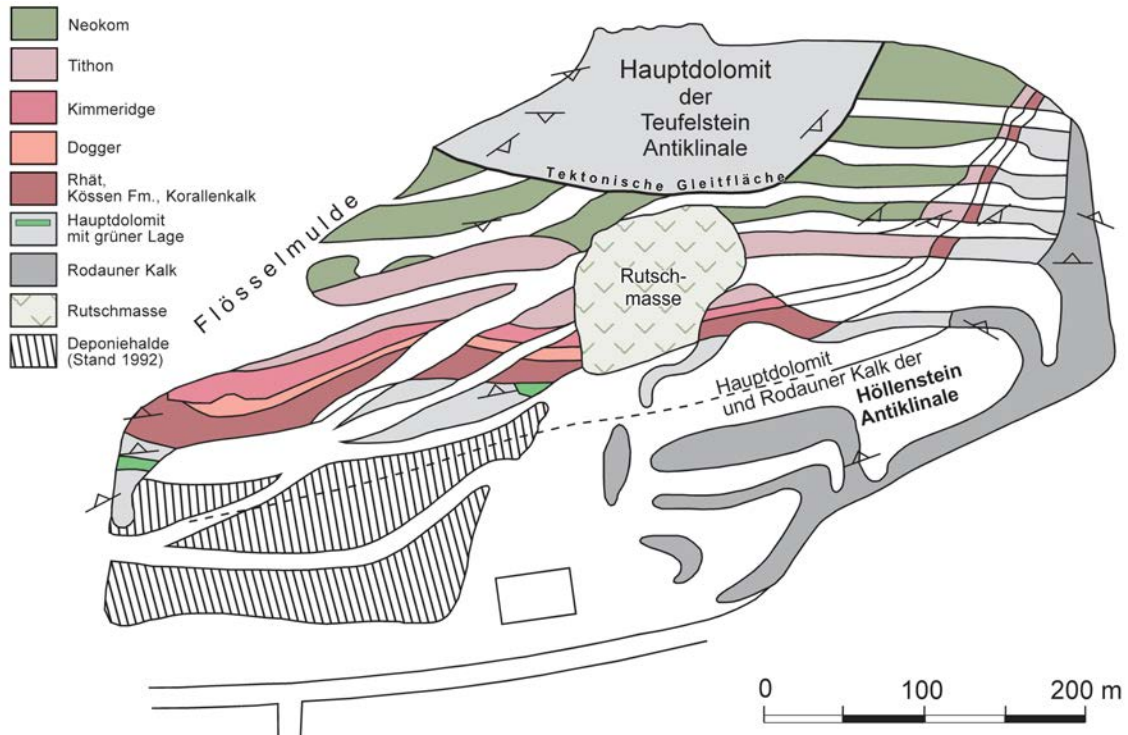 Neokom
Tithon
Kimmeridge
Dogger
Rhät,
Kössen Fm., Korallenkalk
Hauptdolomit
mit grüner Lage
Rodauner Kalk
Rutschmasse
Deponiehalde
(Stand 1992)
Hauptdolomit
der
Teufelstein
Antiklinale
Tektonische Gleitfläche
Flösselmulde
Rutsch-
masse
Hauptdolomit
und Rodauner Kalk der
Höllenstein
Antiklinale
0 100 200 m